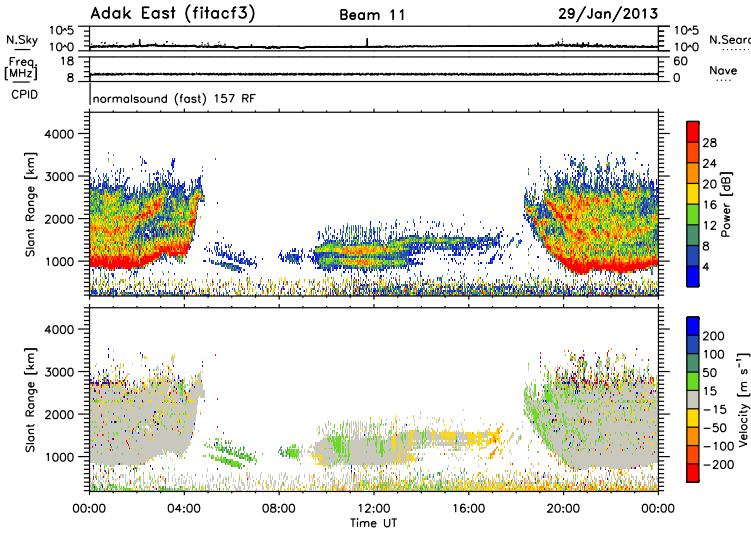 Adak East (fitacf3) Beam 11 29/Jan/2013
N.Sky 10^5 10^0 10^5 10^0 N.Sear
Freq. [MHz] 18 8 60 0 Nave
CPID normalsound (fast) 157 RF
Slant Range [km] 4000 3000 2000 1000
Power [dB] 28 24 20 16 12 8 4
Slant Range [km] 4000 3000 2000 1000
Velocity [m s⁻¹] 200 100 50 15 -15 -50 -100 -200
00:00 04:00 08:00 12:00 16:00 20:00 00:00
Time UT